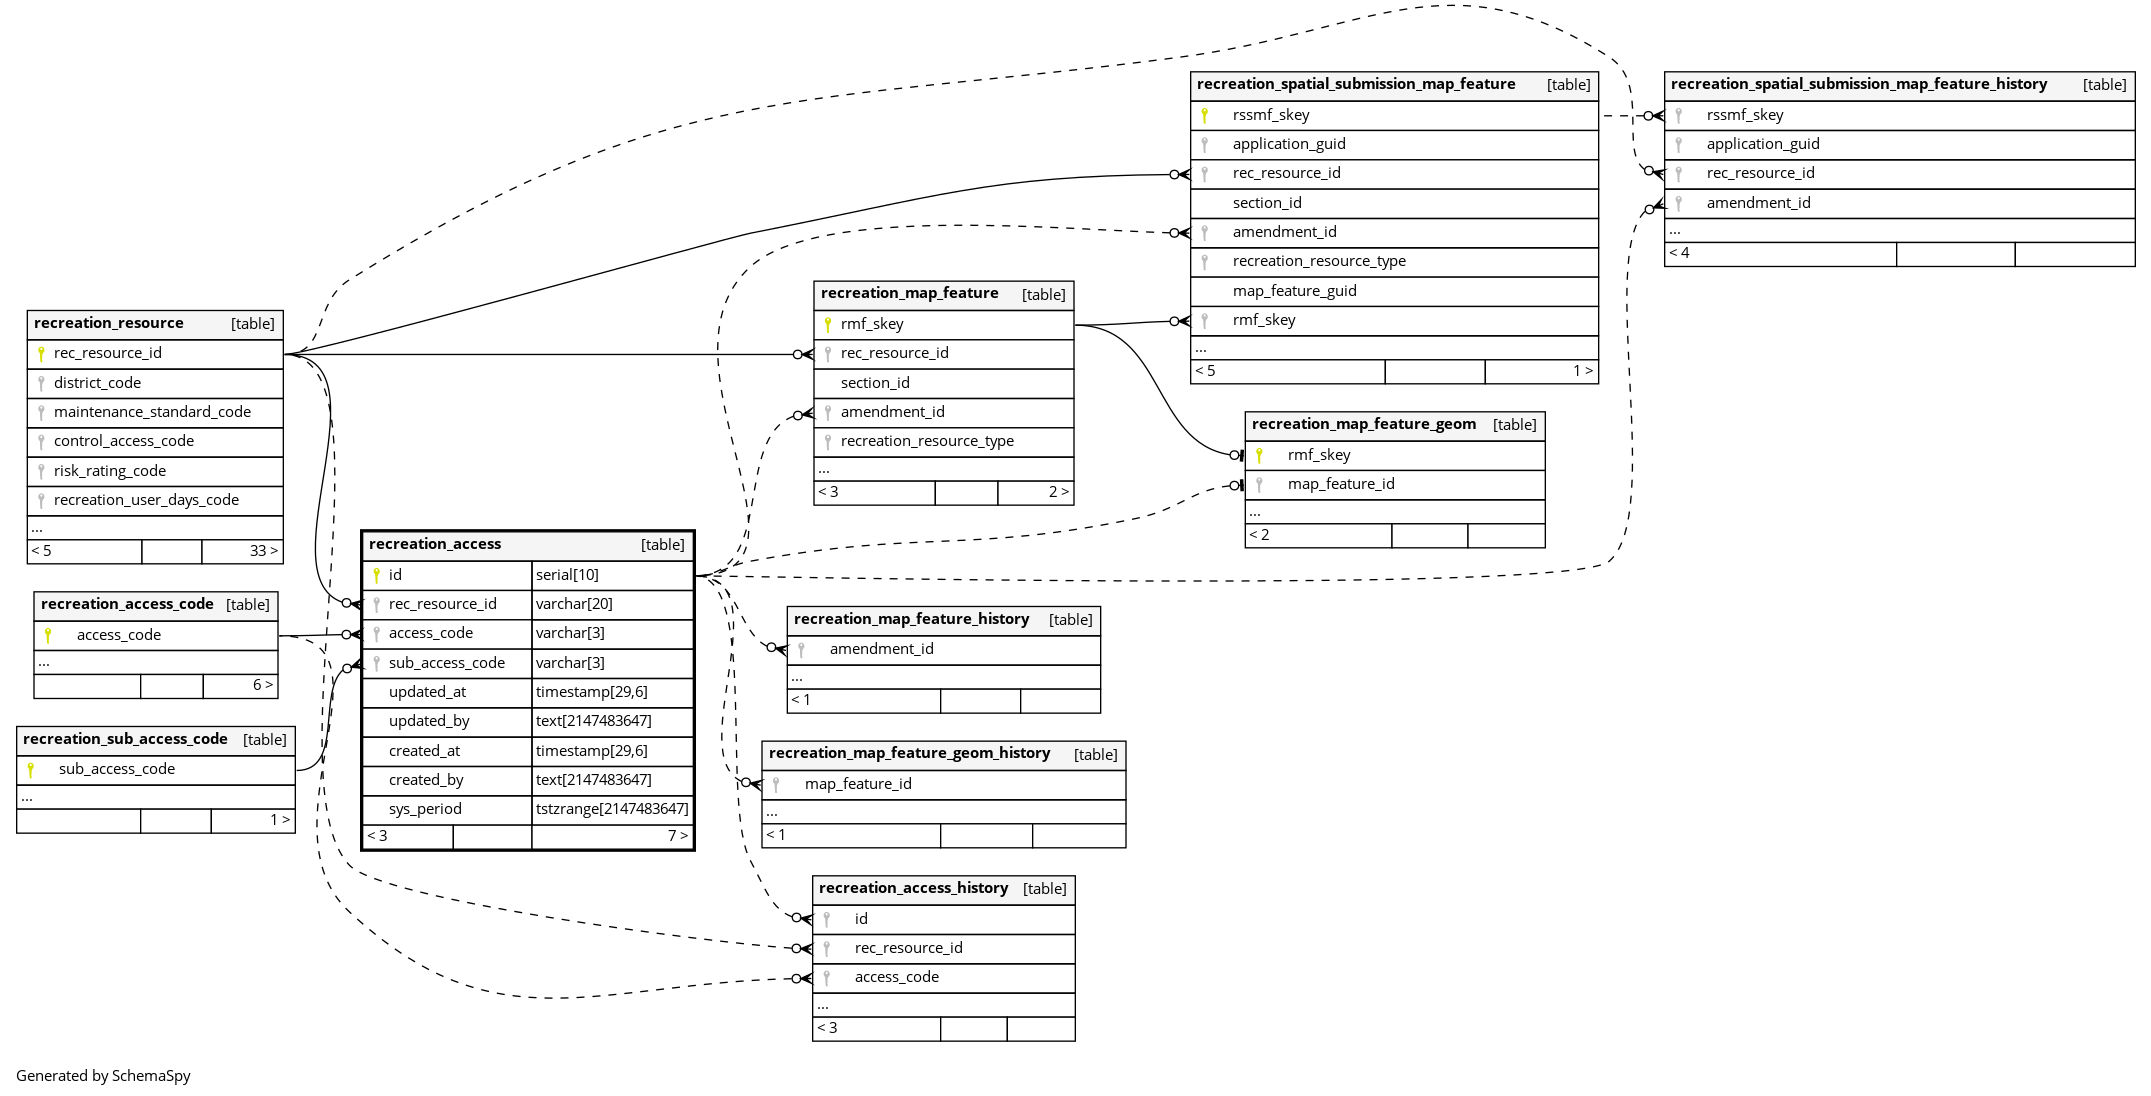 recreation_spatial_submission_map_feature [table]
rssmf_skey
application_guid
rec_resource_id
section_id
amendment_id
recreation_resource_type
map_feature_guid
rmf_skey
...
< 5 1 >
recreation_spatial_submission_map_feature_history [table]
rssmf_skey
application_guid
rec_resource_id
amendment_id
...
< 4
recreation_map_feature [table]
rmf_skey
rec_resource_id
section_id
amendment_id
recreation_resource_type
...
< 3 2 >
recreation_resource [table]
rec_resource_id
district_code
maintenance_standard_code
control_access_code
risk_rating_code
recreation_user_days_code
...
< 5 33 >
recreation_map_feature_geom [table]
rmf_skey
map_feature_id
...
< 2
recreation_access [table]
id serial[10]
rec_resource_id varchar[20]
access_code varchar[3]
sub_access_code varchar[3]
updated_at timestamp[29,6]
updated_by text[2147483647]
created_at timestamp[29,6]
created_by text[2147483647]
sys_period tstzrange[2147483647]
< 3 7 >
recreation_access_code [table]
access_code
...
6 >
recreation_sub_access_code [table]
sub_access_code
...
1 >
recreation_map_feature_history [table]
amendment_id
...
< 1
recreation_map_feature_geom_history [table]
map_feature_id
...
< 1
recreation_access_history [table]
id
rec_resource_id
access_code
...
< 3
Generated by SchemaSpy